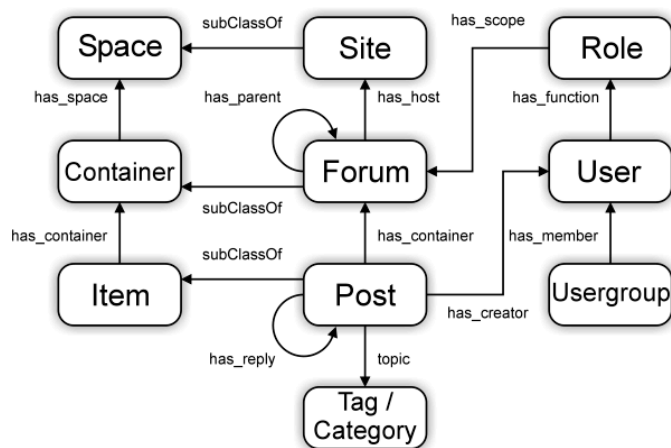 subClassOf
has_scope
Space
Site
Role
has_space
has_parent
has_host
has_function
Container
Forum
User
subClassOf
has_container
has_container
has_member
subClassOf
Item
Post
Usergroup
has_creator
has_reply
topic
Tag /
Category